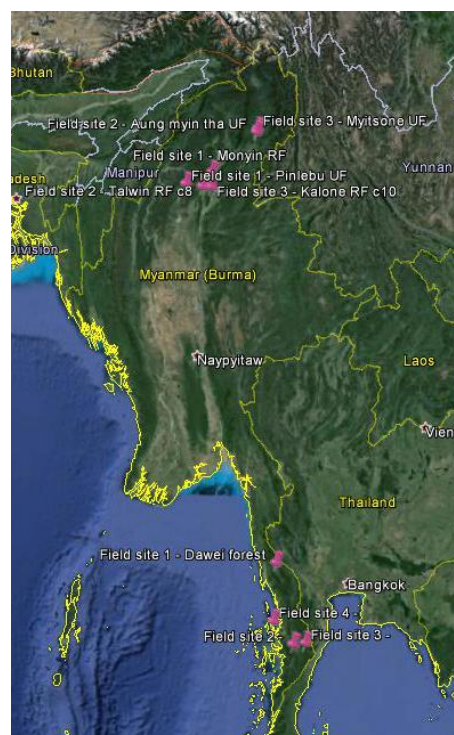 Bhutan
Field site 2 - Aung myin tha UF
Field site 3 - Myitsone UF
Field site 1 - Monyin RF
Yunnan
Manipur
Field site 1 - Pinlebu UF
adesh
Field site 2 - Talwin RF c8
Field site 3 - Kalone RF c10
Division
Myanmar (Burma)
Naypyitaw
Laos
Vien
Thailand
Field site 1 - Dawei forest
Bangkok
Field site 4 -
Field site 2 -
Field site 3 -